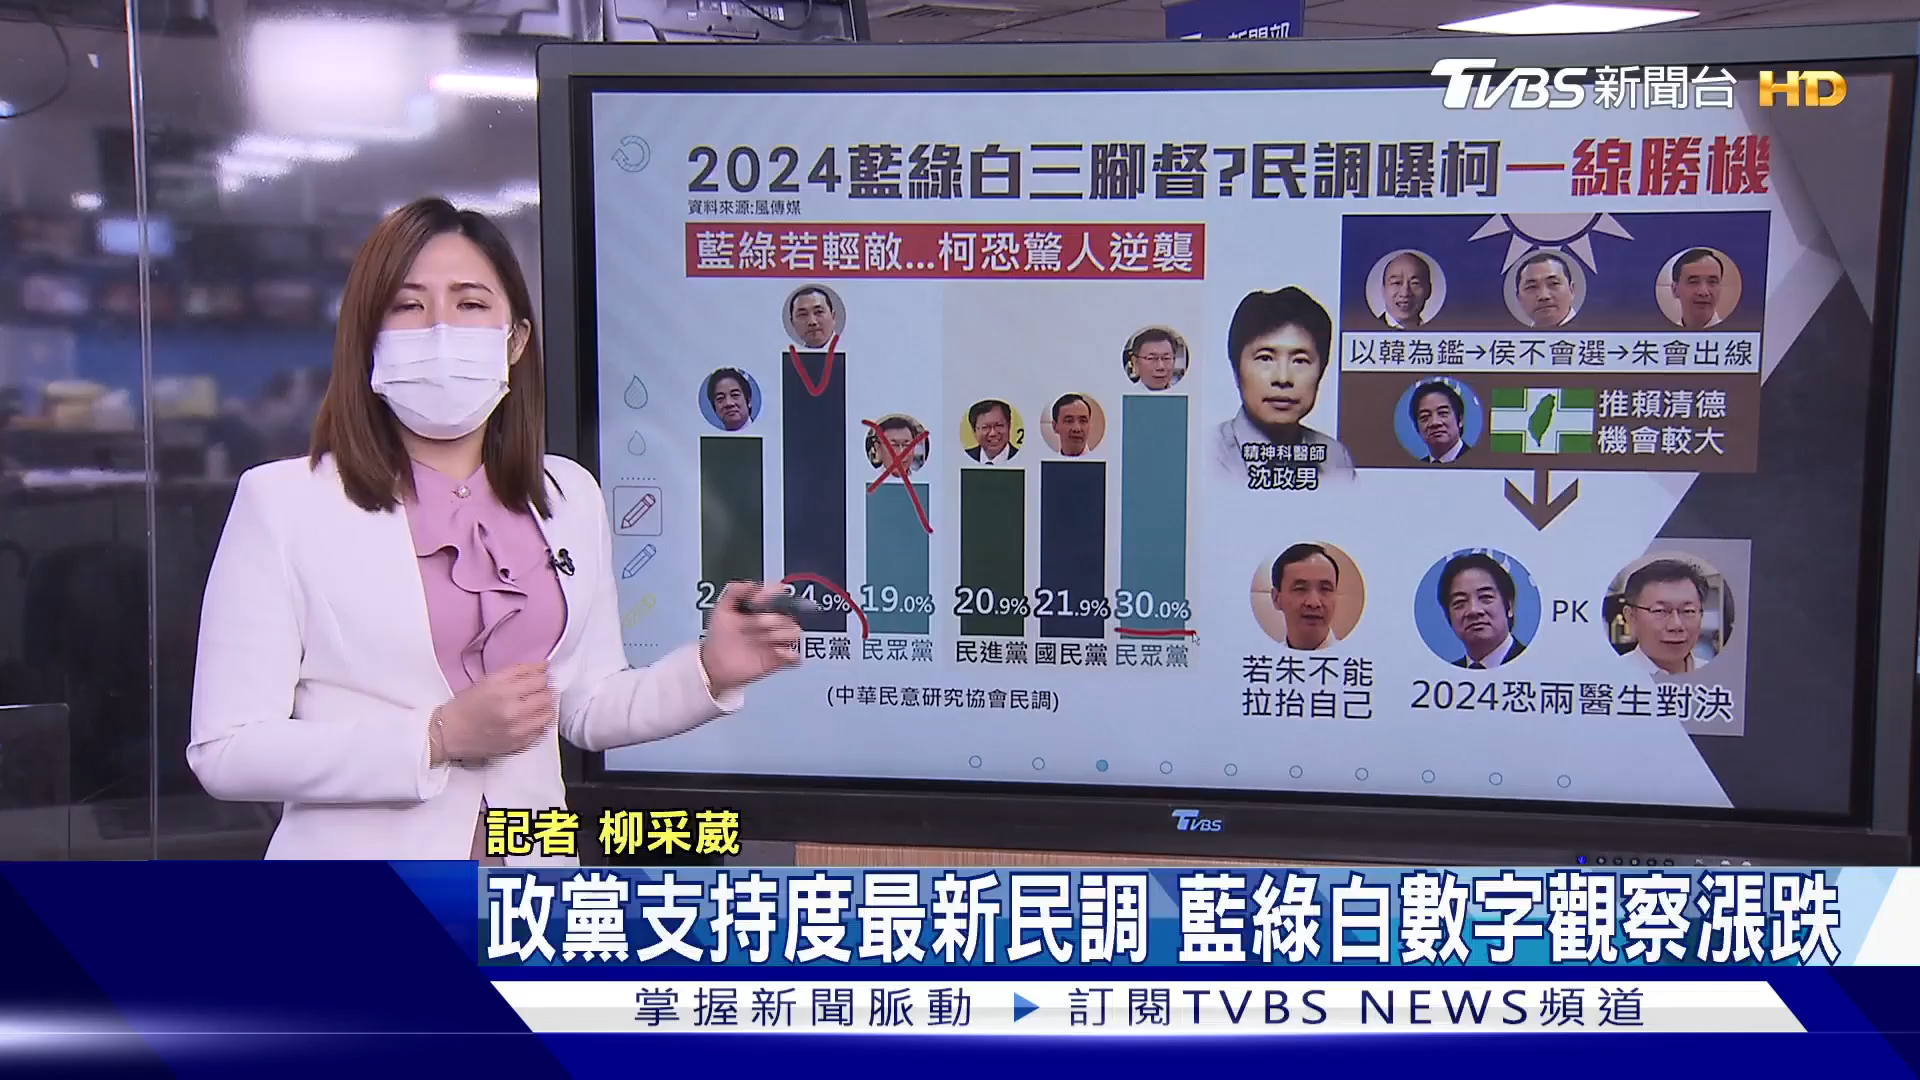 新聞部
TVBS新聞台 HD
2024藍綠白三腳督?民調曝柯一線勝機
資料來源:風傳媒
藍綠若輕敵...柯恐驚人逆襲
以韓為鑑→侯不會選→朱會出線
推賴清德
機會較大
精神科醫師
沈政男
34.9%
19.0%
20.9%
21.9%
30.0%
國民黨
民眾黨
民進黨
國民黨
民眾黨
(中華民意研究協會民調)
若朱不能
拉抬自己
PK
2024恐兩醫生對決
TVBS
記者 柳采葳
政黨支持度最新民調 藍綠白數字觀察漲跌
掌握新聞脈動 訂閱TVBS NEWS頻道